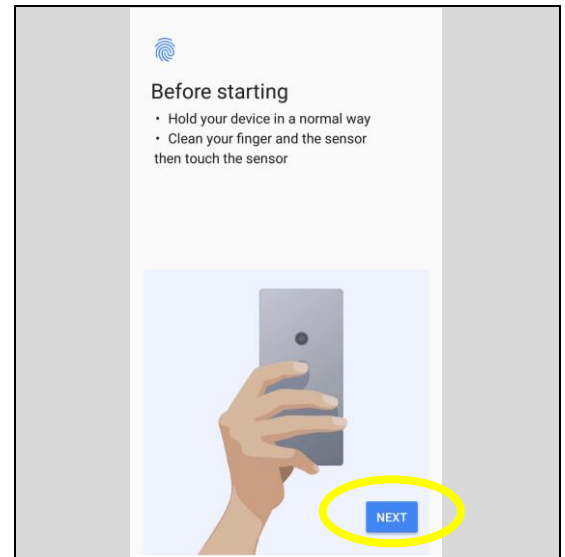 Before starting
• Hold your device in a normal way
• Clean your finger and the sensor
then touch the sensor
NEXT